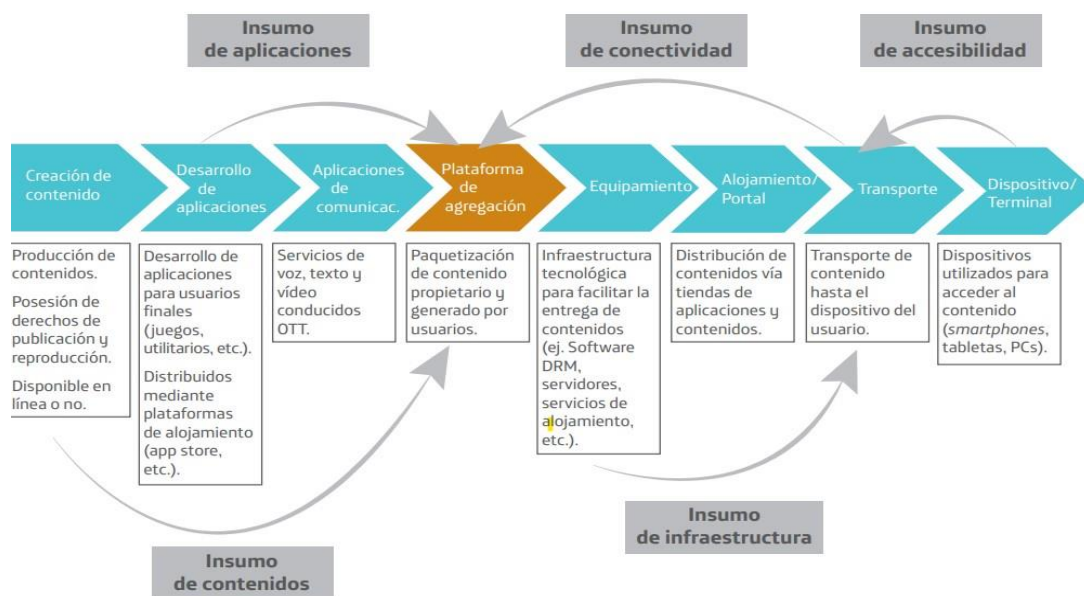 Insumo
de aplicaciones
Insumo
de conectividad
Insumo
de accesibilidad
Creación de
contenido
Desarrollo
de
aplicaciones
Aplicaciones
de
comunicac.
Plataforma
de
agregación
Equipamiento
Alojamiento/
Portal
Transporte
Dispositivo/
Terminal
Producción de
contenidos.
Posesión de
derechos de
publicación y
reproducción.
Disponible en
línea o no.
Desarrollo de
aplicaciones
para usuarios
finales
(juegos,
utilitarios, etc.).
Distribuidos
mediante
plataformas
de alojamiento
(app store,
etc.).
Servicios de
voz, texto y
vídeo
conducidos
OTT.
Paquetización
de contenido
propietario y
generado por
usuarios.
Infraestructura
tecnológica
para facilitar la
entrega de
contenidos
(ej. Software
DRM,
servidores,
servicios de
alojamiento,
etc.).
Distribución de
contenidos vía
tiendas de
aplicaciones y
contenidos.
Transporte de
contenido
hasta el
dispositivo del
usuario.
Dispositivos
utilizados para
acceder al
contenido
(smartphones,
tabletas, PCs).
Insumo
de infraestructura
Insumo
de contenidos